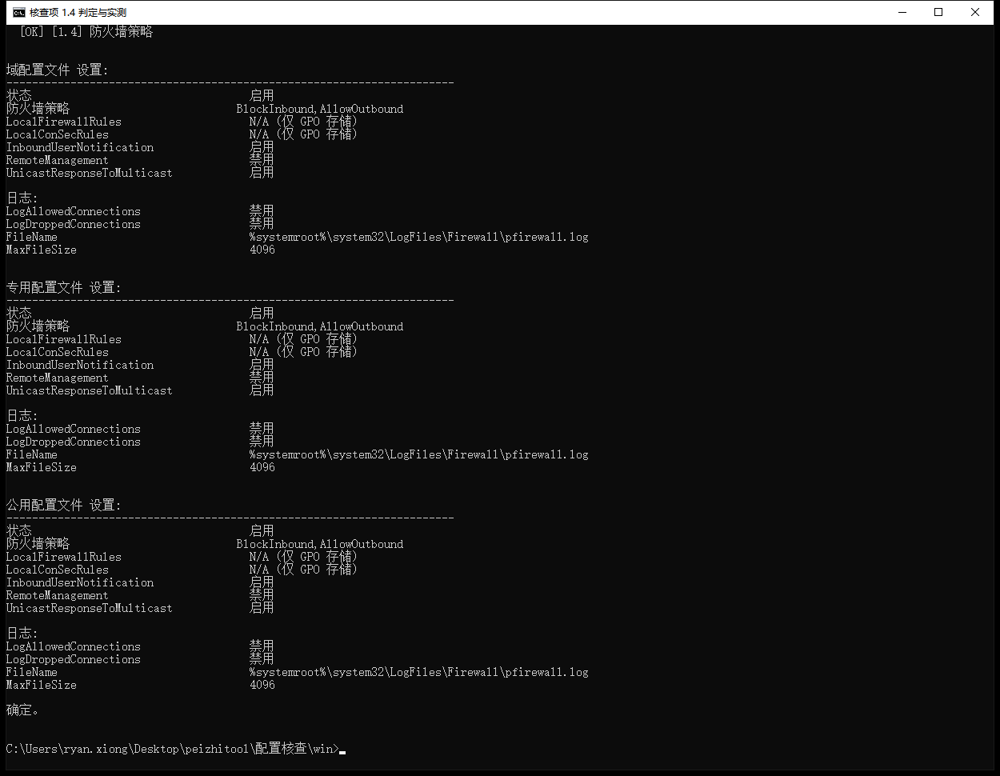 核查项 1.4 判定与实测
[OK] [1.4] 防火墙策略
域配置文件 设置:
----------------------------------------------------------------------
状态 启用
防火墙策略 BlockInbound,AllowOutbound
LocalFirewallRules N/A (仅 GPO 存储)
LocalConSecRules N/A (仅 GPO 存储)
InboundUserNotification 启用
RemoteManagement 禁用
UnicastResponseToMulticast 启用
日志:
LogAllowedConnections 禁用
LogDroppedConnections 禁用
FileName %systemroot%\system32\LogFiles\Firewall\pfirewall.log
MaxFileSize 4096
专用配置文件 设置:
----------------------------------------------------------------------
状态 启用
防火墙策略 BlockInbound,AllowOutbound
LocalFirewallRules N/A (仅 GPO 存储)
LocalConSecRules N/A (仅 GPO 存储)
InboundUserNotification 启用
RemoteManagement 禁用
UnicastResponseToMulticast 启用
日志:
LogAllowedConnections 禁用
LogDroppedConnections 禁用
FileName %systemroot%\system32\LogFiles\Firewall\pfirewall.log
MaxFileSize 4096
公用配置文件 设置:
----------------------------------------------------------------------
状态 启用
防火墙策略 BlockInbound,AllowOutbound
LocalFirewallRules N/A (仅 GPO 存储)
LocalConSecRules N/A (仅 GPO 存储)
InboundUserNotification 启用
RemoteManagement 禁用
UnicastResponseToMulticast 启用
日志:
LogAllowedConnections 禁用
LogDroppedConnections 禁用
FileName %systemroot%\system32\LogFiles\Firewall\pfirewall.log
MaxFileSize 4096
确定。
C:\Users\ryan.xiong\Desktop\peizhitool\配置核查\win>